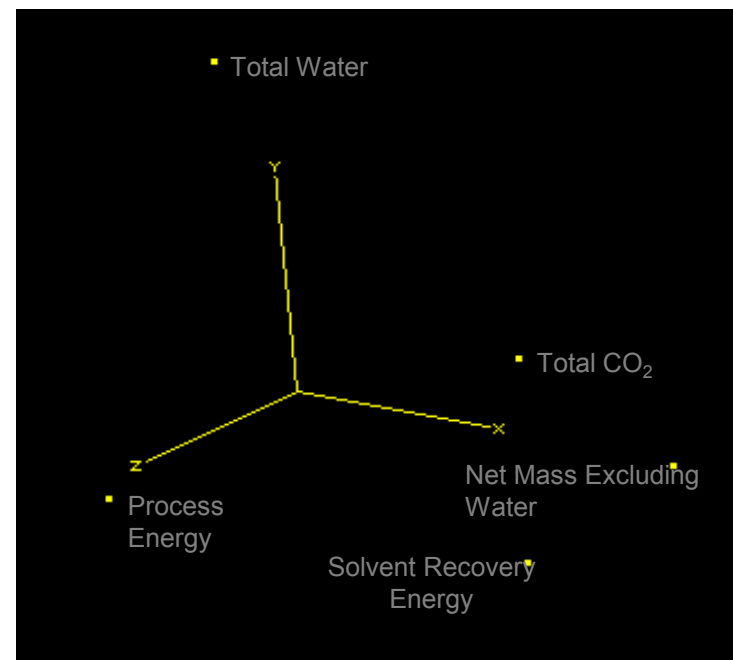 Total Water
Y
Total CO₂
X
Z
Net Mass Excluding
Water
Process
Energy
Solvent Recovery
Energy